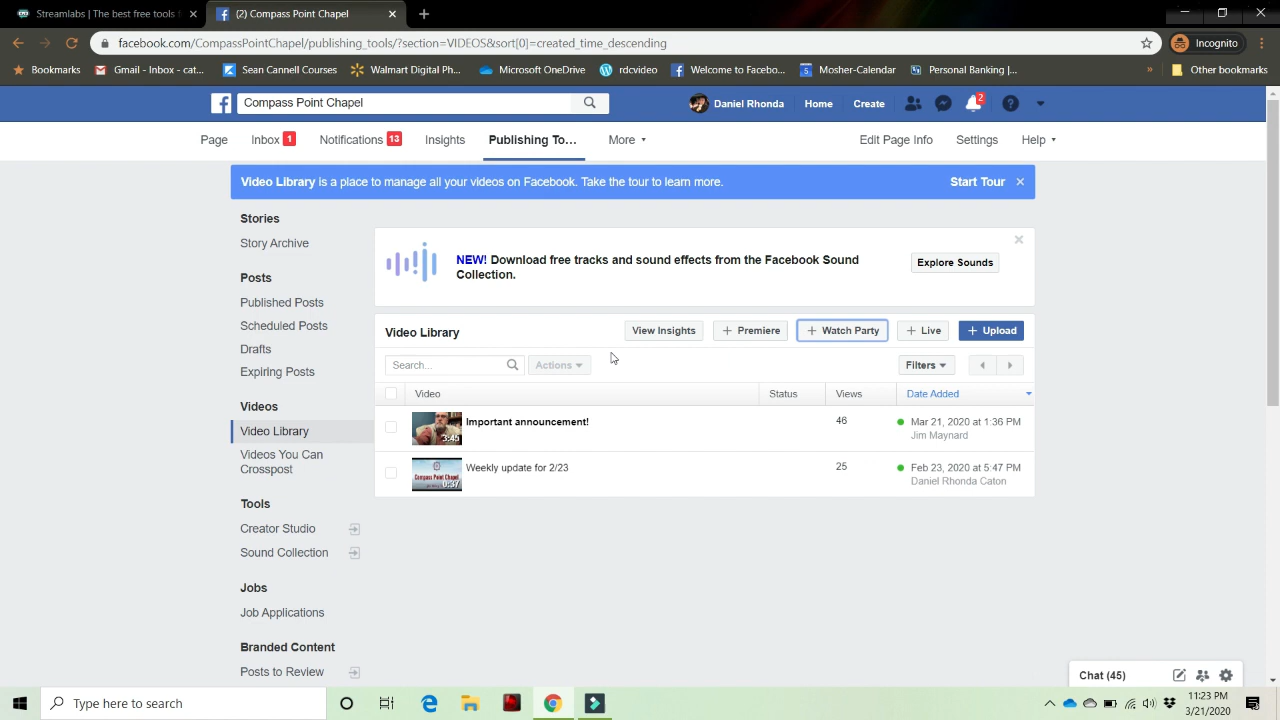 Streamlabs | The best free tools
(2) Compass Point Chapel
facebook.com/CompassPointChapel/publishing_tools/?section=VIDEOS&sort[0]=created_time_descending
Incognito
Bookmarks
Gmail - Inbox - cat...
Sean Cannell Courses
Walmart Digital Ph...
Microsoft OneDrive
rdcvideo
Welcome to Facebo...
Mosher-Calendar
Personal Banking |...
»
Other bookmarks
Compass Point Chapel
Daniel Rhonda
Home
Create
2
Page
Inbox 1
Notifications 13
Insights
Publishing To...
More
Edit Page Info
Settings
Help
Video Library is a place to manage all your videos on Facebook. Take the tour to learn more.
Start Tour
Stories
Story Archive
Posts
Published Posts
Scheduled Posts
Drafts
Expiring Posts
Videos
Video Library
Videos You Can
Crosspost
Tools
Creator Studio
Sound Collection
Jobs
Job Applications
Branded Content
Posts to Review
NEW! Download free tracks and sound effects from the Facebook Sound
Collection.
Explore Sounds
Video Library
View Insights
+ Premiere
+ Watch Party
+ Live
+ Upload
Search...
Actions
Filters
Video
Status
Views
Date Added
3:45
Important announcement!
46
Mar 21, 2020 at 1:36 PM
Jim Maynard
Compass Point Chapel
0:37
Weekly update for 2/23
25
Feb 23, 2020 at 5:47 PM
Daniel Rhonda Caton
Chat (45)
Type here to search
11:23 PM
3/21/2020